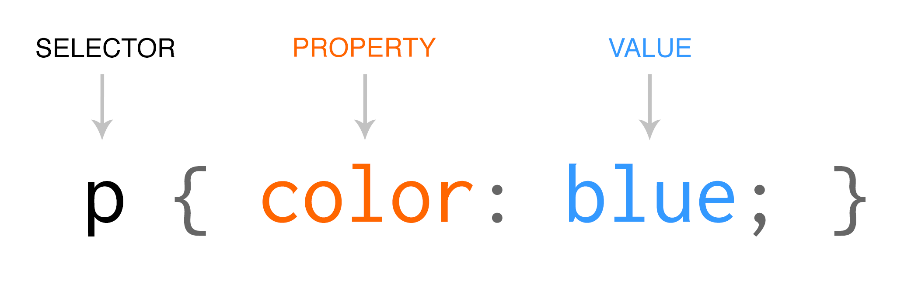 SELECTOR PROPERTY VALUE
p { color: blue; }